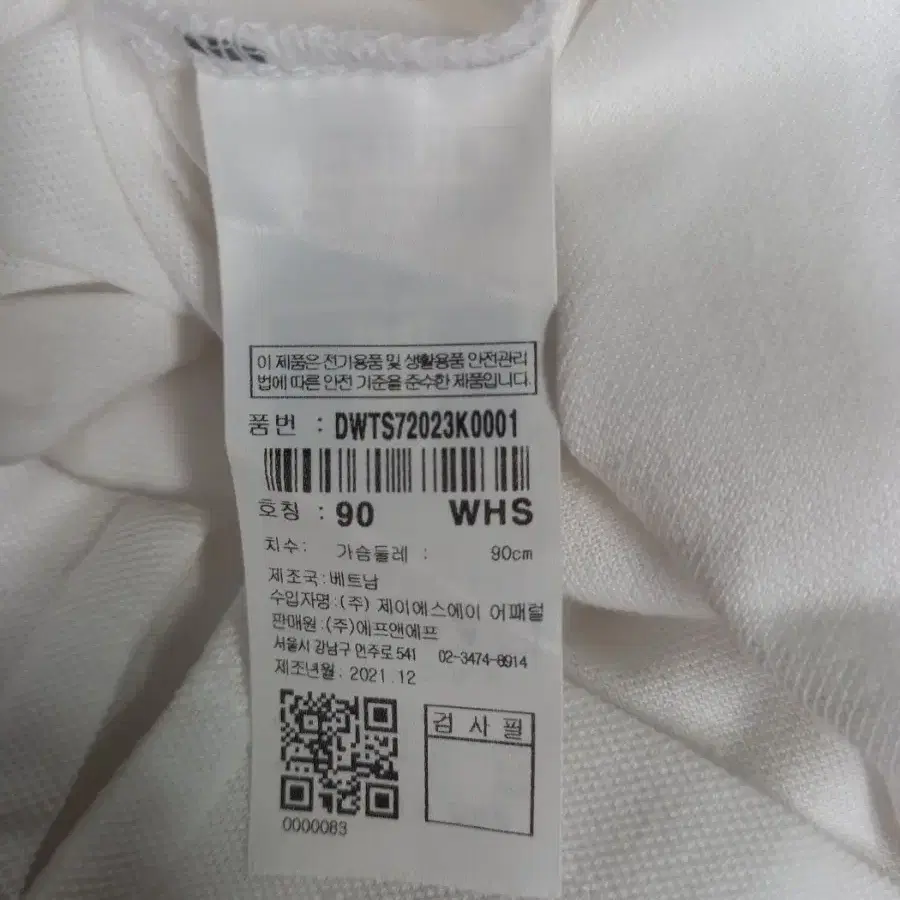 이 제품은 전기용품 및 생활용품 안전관리
법에 따른 안전 기준을 준수한 제품입니다.
품번 : DWTS72023K0001
호칭 : 90 WHS
치수: 가슴둘레 : 90cm
제조국:베트남
수입자명:(주) 제이에스에이 어패럴
판매원:(주)에프앤에프
서울시 강남구 언주로 541 02-3474-8914
제조년월. 2021.12
검사필
0000083